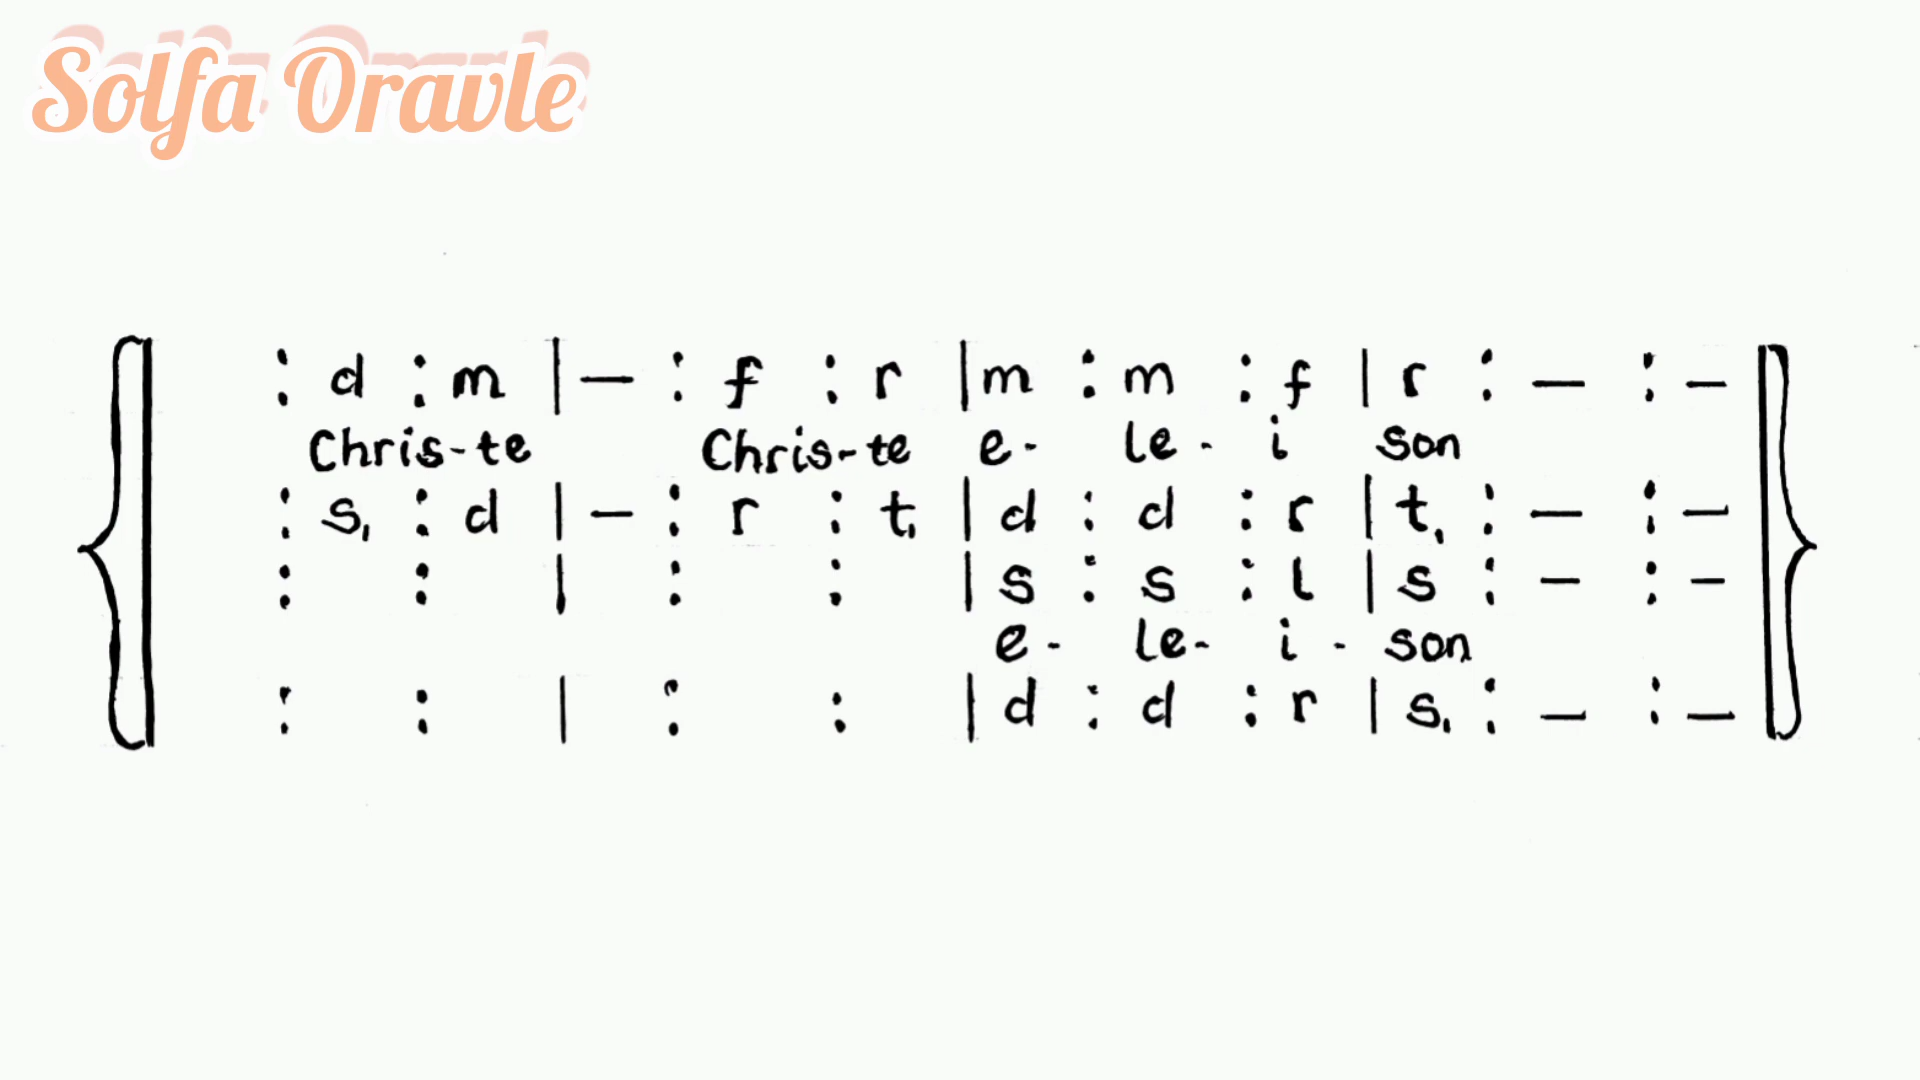 Solfa Oravle
: d : m | — : f : r | m : m : f | r : — : —
Chris-te Chris-te e- le- i son
: s, : d | — : r : t, | d : d : r | t, : — : —
: : | : : | s : s : l | s : — : —
e- le- i - son
: : | : : | d : d : r | s, : — : —